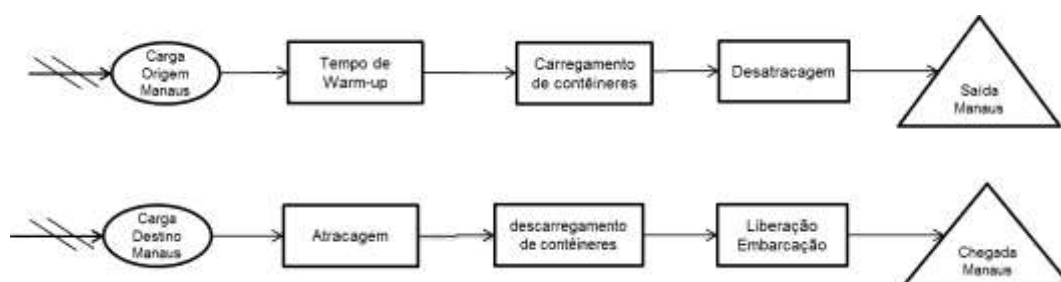 Carga
Origem
Manaus
Tempo de
Warm-up
Carregamento
de contêineres
Desatracagem
Saída
Manaus
Carga
Destino
Manaus
Atracagem
descarregamento
de contêineres
Liberação
Embarcação
Chegada
Manaus